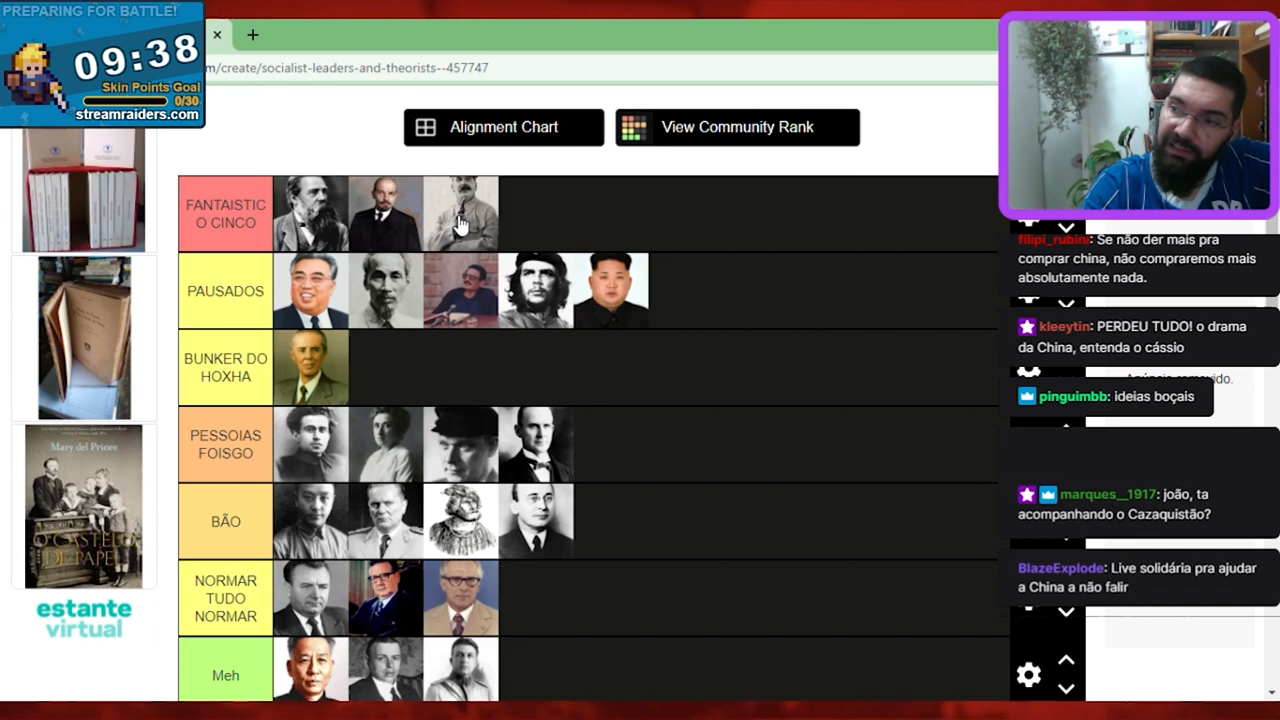 PREPARING FOR BATTLE!
09:38
Skin Points Goal
0/30
streamraiders.com
m/create/socialist-leaders-and-theorists--457747
Alignment Chart
View Community Rank
FANTAISTIC
O CINCO
PAUSADOS
BUNKER DO
HOXHA
PESSOIAS
FOISGO
BÃO
NORMAR
TUDO
NORMAR
Meh
Mary del Priore
O CASTELO
DE PAPEL
estante
virtual
filipi_rubini: Se não der mais pra
comprar china, não compraremos mais
absolutamente nada.
kleeytin: PERDEU TUDO! o drama
da China, entenda o cássio
pinguimbb: ideias boçais
marques__1917: joão, ta
acompanhando o Cazaquistão?
BlazeExplode: Live solidária pra ajudar
a China a não falir